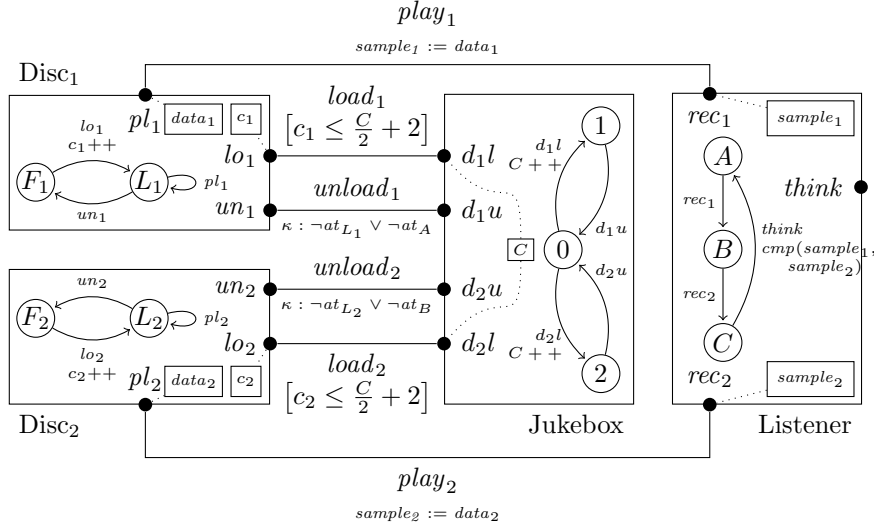 play₁
sample₁ := data₁
Disc₁
pl₁ data₁ c₁
lo₁
c₁++
F₁ L₁ pl₁
un₁
lo₁
un₁
load₁
[c₁ ≤ C/2 + 2]
unload₁
κ : ¬at_L₁ ∨ ¬at_A
unload₂
κ : ¬at_L₂ ∨ ¬at_B
load₂
[c₂ ≤ C/2 + 2]
un₂
F₂ L₂ pl₂
lo₂
c₂++
un₂
lo₂
pl₂ data₂ c₂
Disc₂
d₁l
d₁u
d₂u
d₂l
C
1
d₁l
C++
d₁u
0
d₂u
d₂l
C++
2
Jukebox
rec₁ sample₁
A
rec₁
think
B
think
cmp(sample₁,
sample₂)
rec₂
C
rec₂ sample₂
Listener
play₂
sample₂ := data₂